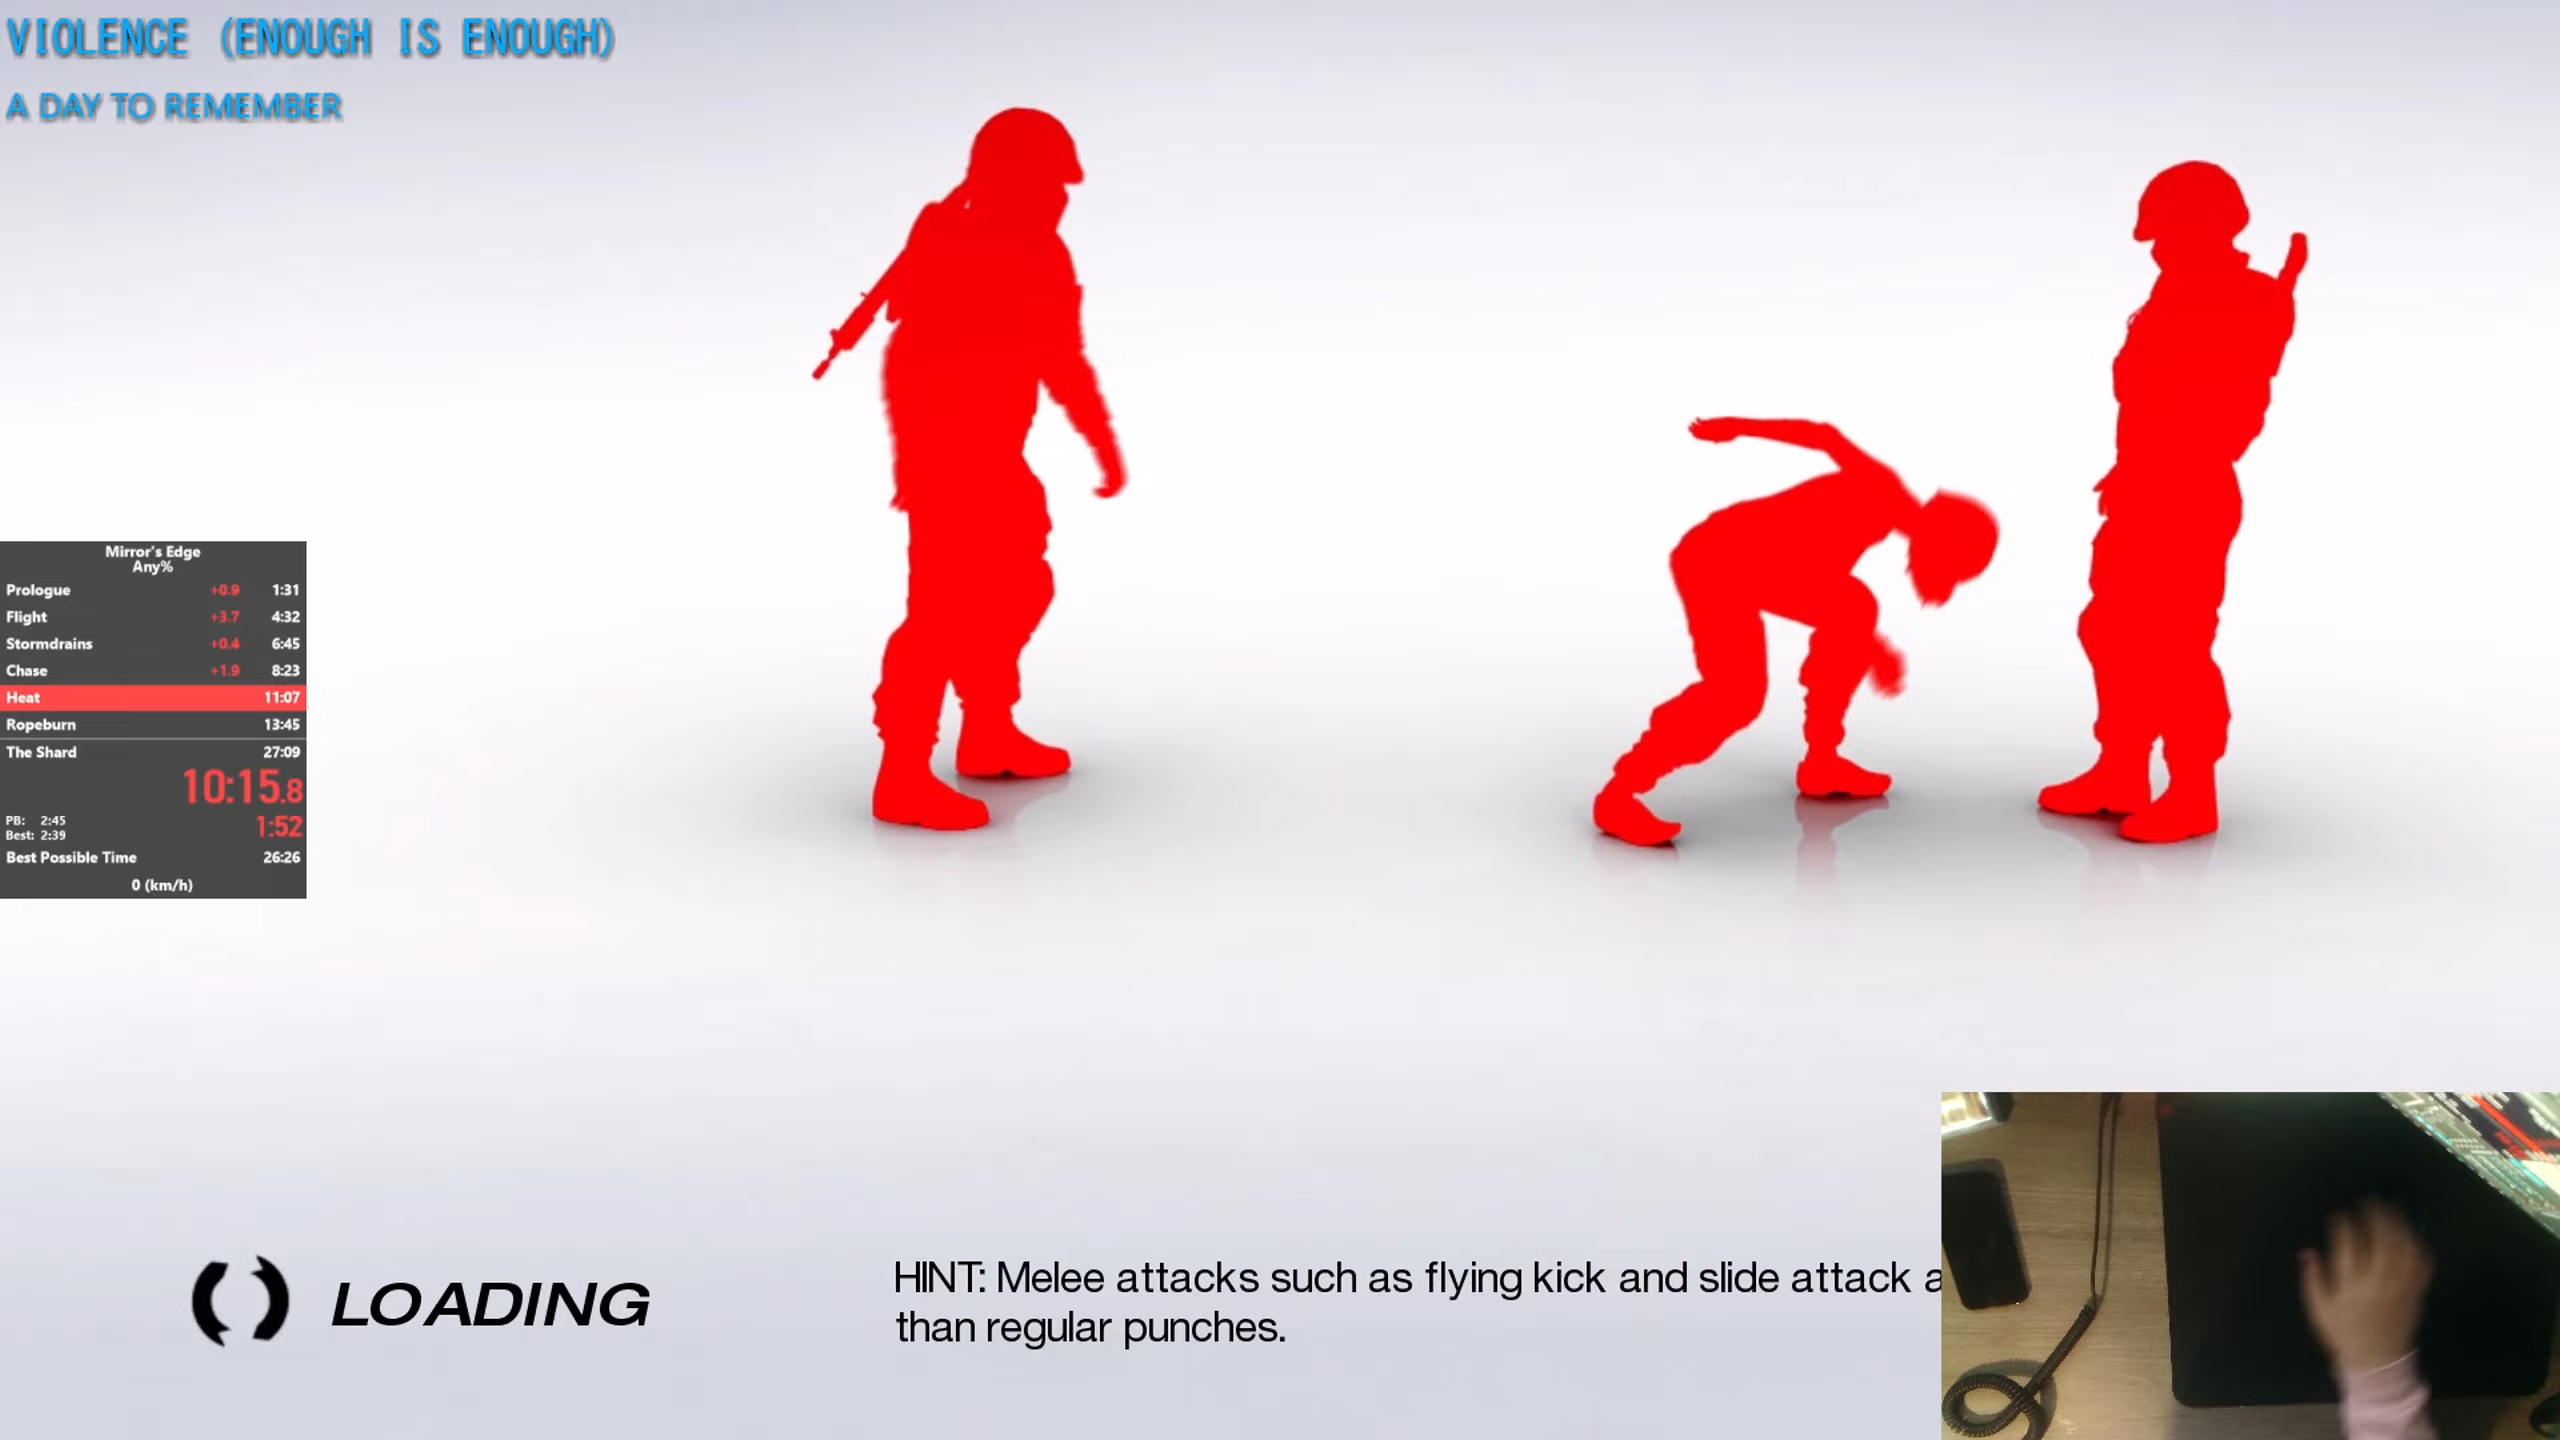 VIOLENCE (ENOUGH IS ENOUGH)
A DAY TO REMEMBER
Mirror's Edge
Any%
Prologue +0.9 1:31
Flight +3.7 4:32
Stormdrains +0.4 6:45
Chase +1.9 8:23
Heat 11:07
Ropeburn 13:45
The Shard 27:09
10:15.8
PB: 2:45 1:52
Best: 2:39
Best Possible Time 26:26
0 (km/h)
LOADING
HINT: Melee attacks such as flying kick and slide attack
than regular punches.